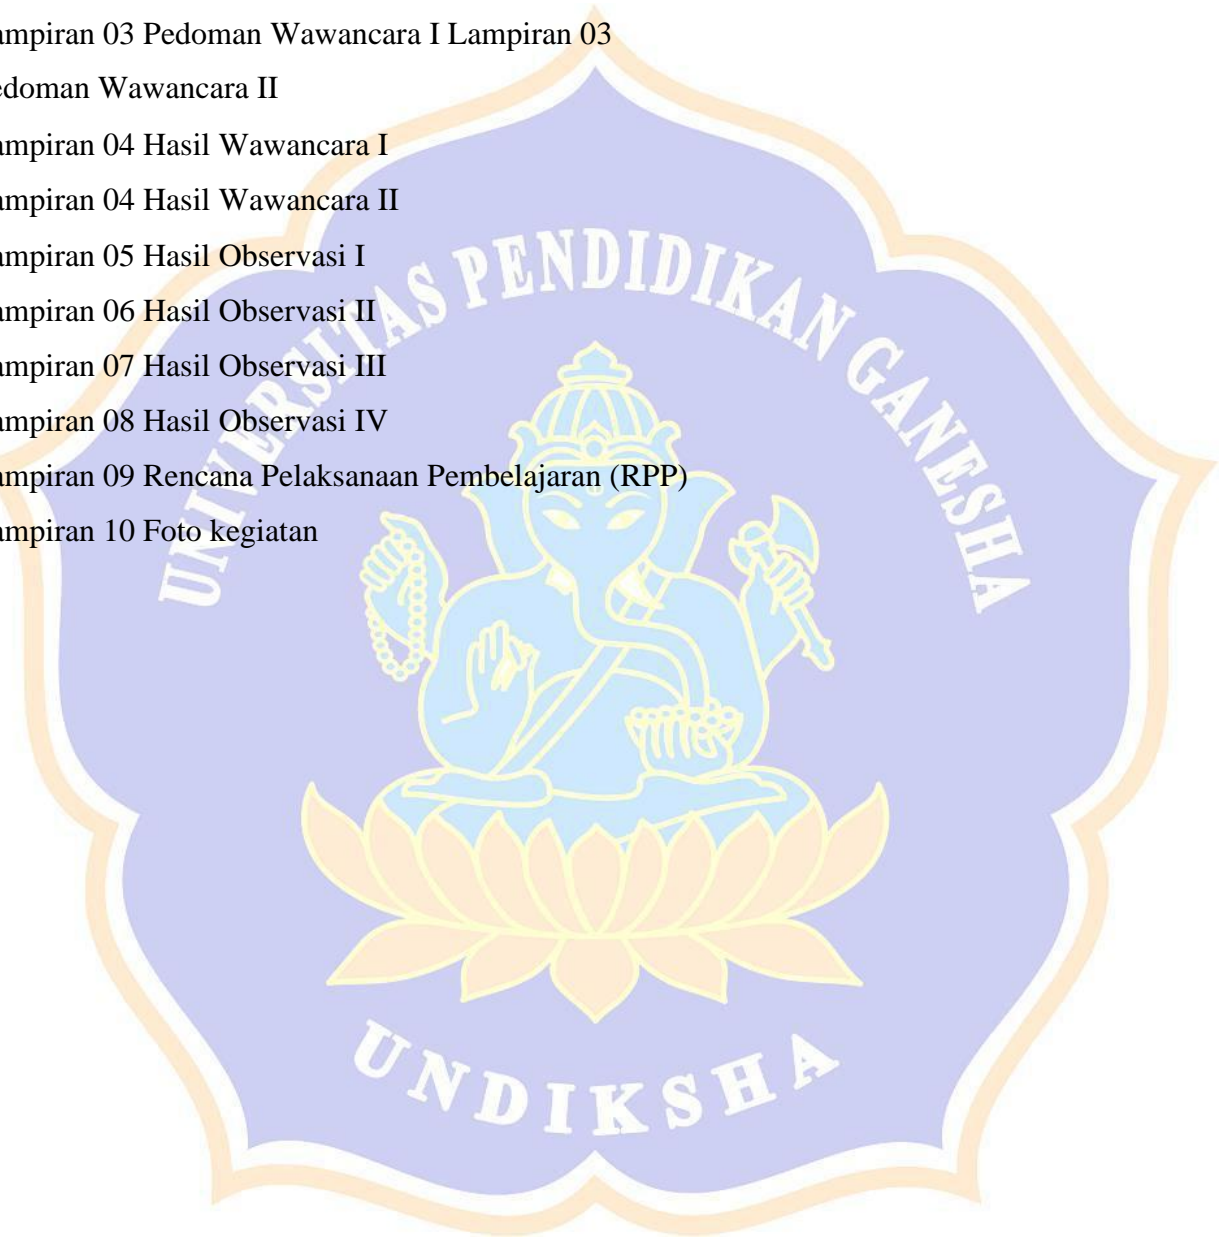 ampiran 03 Pedoman Wawancara I Lampiran 03
edoman Wawancara II
ampiran 04 Hasil Wawancara I
ampiran 04 Hasil Wawancara II
ampiran 05 Hasil Observasi I
ampiran 06 Hasil Observasi II
ampiran 07 Hasil Observasi III
ampiran 08 Hasil Observasi IV
ampiran 09 Rencana Pelaksanaan Pembelajaran (RPP)
ampiran 10 Foto kegiatan
UNIVERSITAS PENDIDIKAN GANESHA
UNDIKSHA